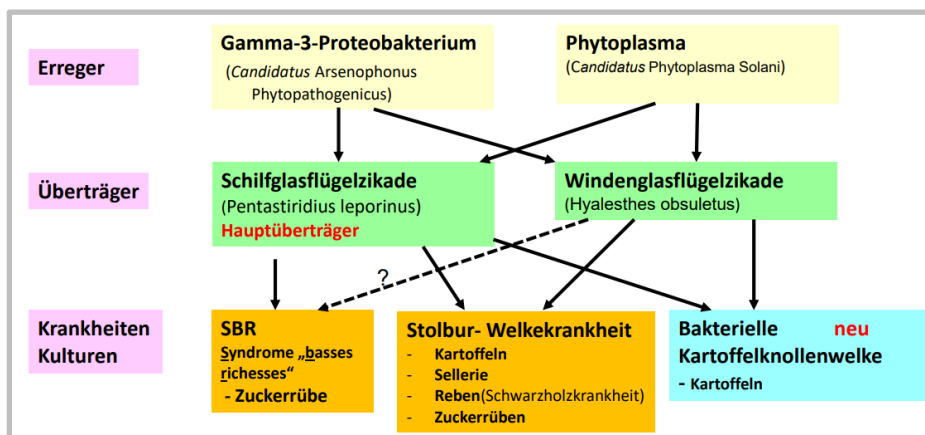 Erreger
Gamma-3-Proteobakterium
(Candidatus Arsenophonus
Phytopathogenicus)
Phytoplasma
(Candidatus Phytoplasma Solani)
Überträger
Schilfglasflügelzikade
(Pentastiridius leporinus)
Hauptüberträger
Windenglasflügelzikade
(Hyalesthes obsuletus)
?
Krankheiten
Kulturen
SBR
Syndrome „basses
richesses“
- Zuckerrübe
Stolbur- Welkekrankheit
- Kartoffeln
- Sellerie
- Reben(Schwarzholzkrankheit)
- Zuckerrüben
Bakterielle neu
Kartoffelknollenwelke
- Kartoffeln